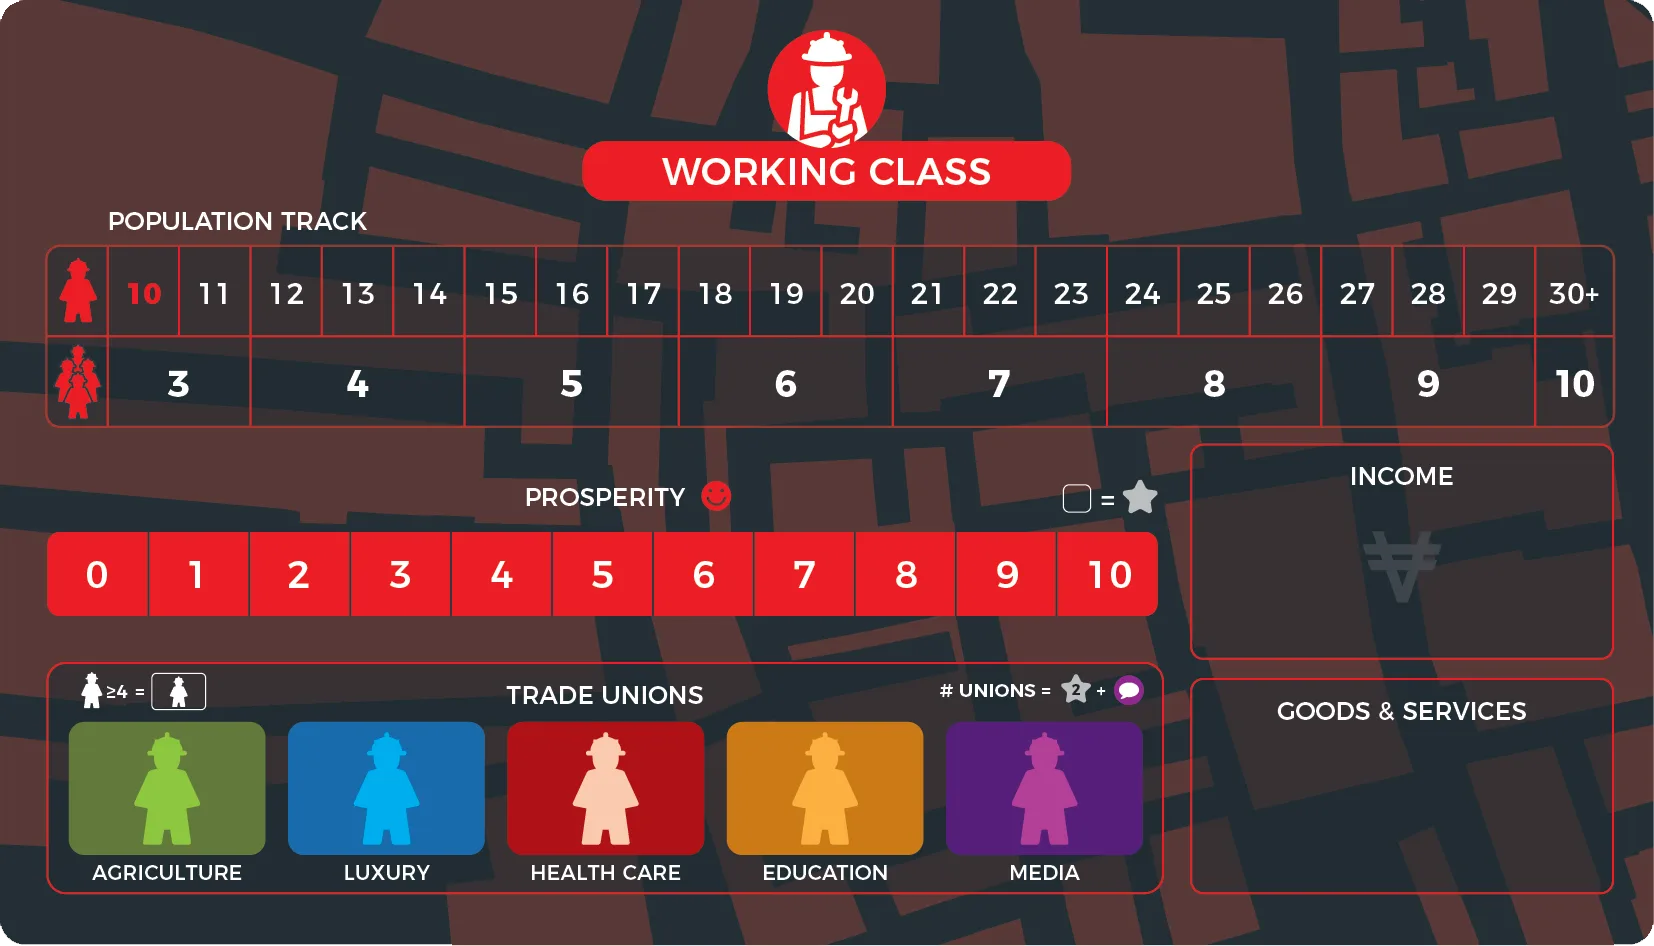 WORKING CLASS
POPULATION TRACK
10 11 12 13 14 15 16 17 18 19 20 21 22 23 24 25 26 27 28 29 30+
3 4 5 6 7 8 9 10
PROSPERITY
=
INCOME
₩
0 1 2 3 4 5 6 7 8 9 10
≥4 =
TRADE UNIONS
# UNIONS = 2 +
GOODS & SERVICES
AGRICULTURE
LUXURY
HEALTH CARE
EDUCATION
MEDIA